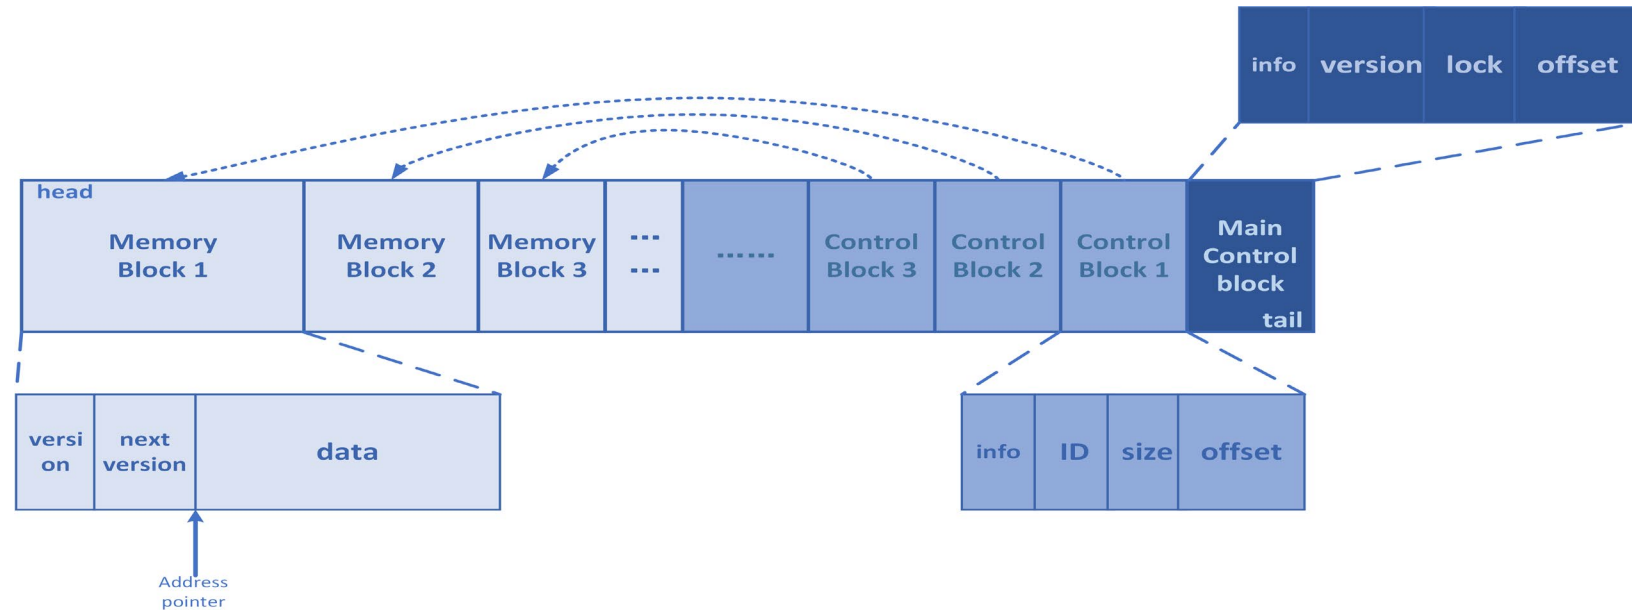 info version lock offset
head
Memory
Block 1
Memory
Block 2
Memory
Block 3
...
...
......
Control
Block 3
Control
Block 2
Control
Block 1
Main
Control
block
tail
versi
on
next
version
data
info ID size offset
Address
pointer